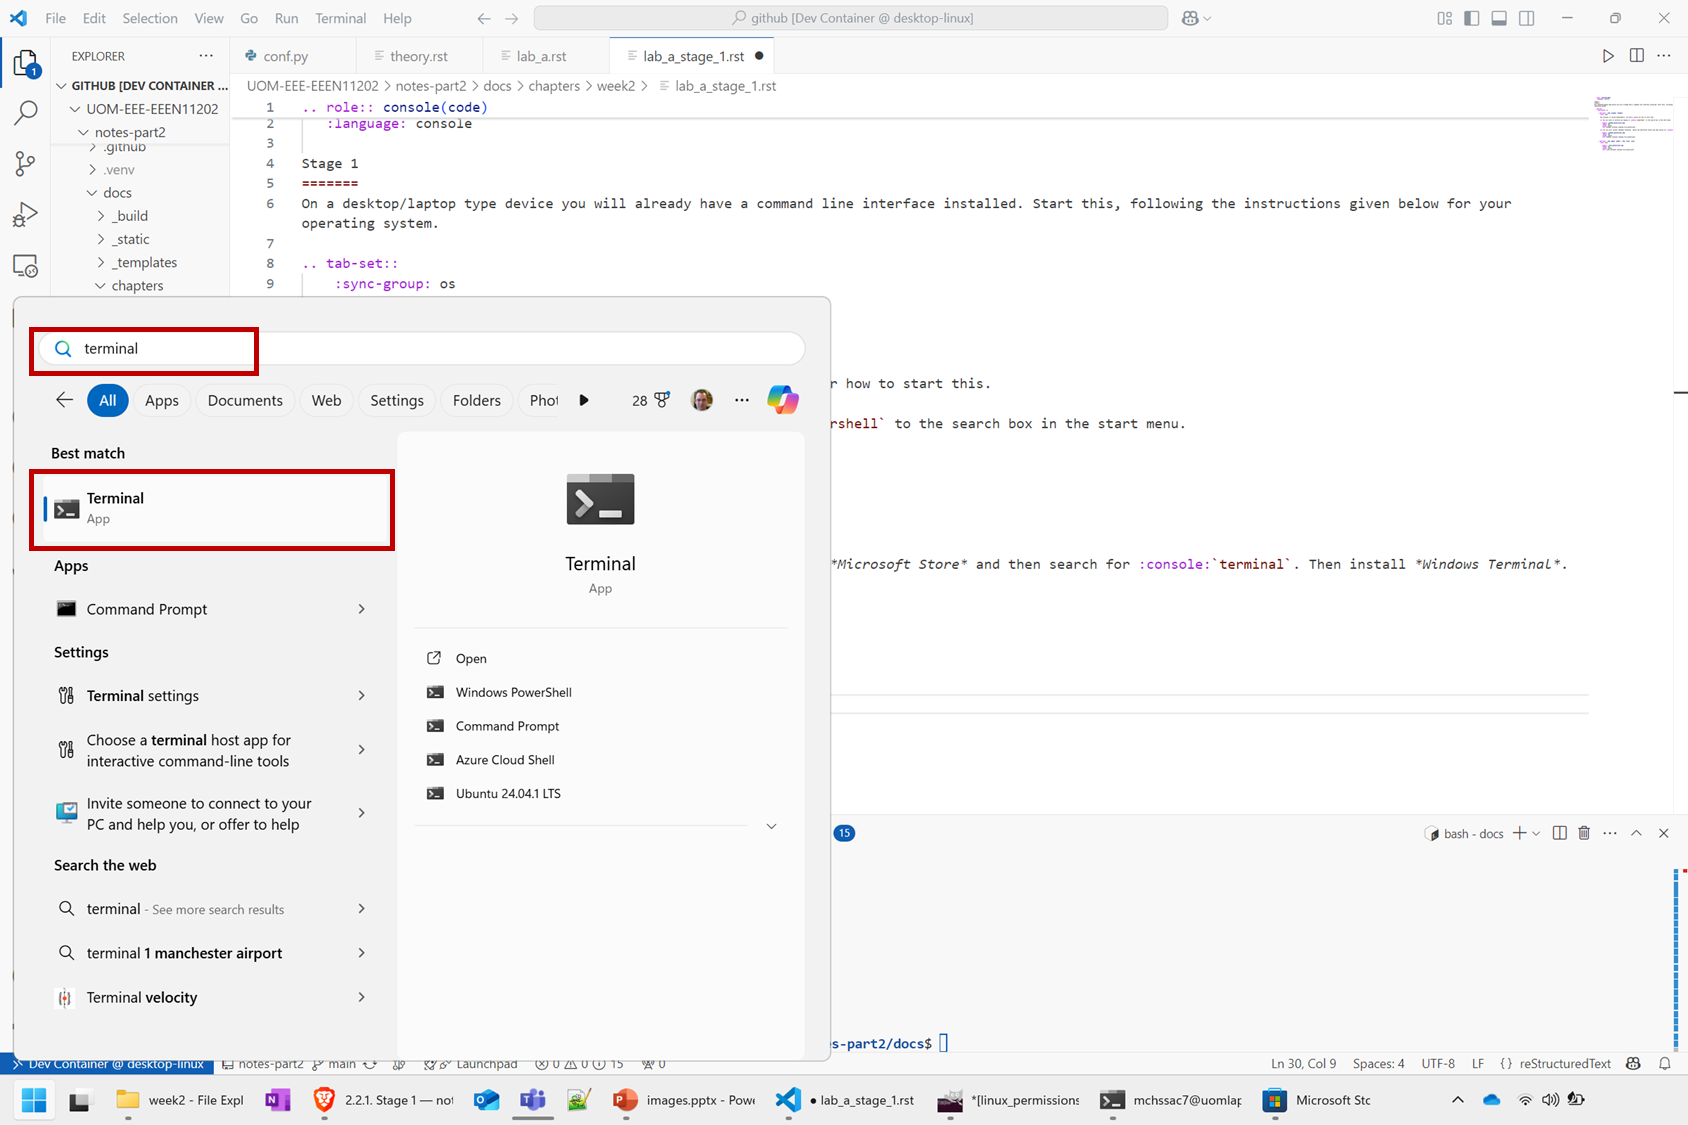 File Edit Selection View Go Run Terminal Help
github [Dev Container @ desktop-linux]
1
EXPLORER
conf.py
theory.rst
lab_a.rst
lab_a_stage_1.rst
GITHUB [DEV CONTAINER ...
UOM-EEE-EEEN11202
notes-part2
.github
.venv
docs
_build
_static
_templates
chapters
UOM-EEE-EEEN11202 > notes-part2 > docs > chapters > week2 > lab_a_stage_1.rst
1 .. role:: console(code)
2 :language: console
3
4 Stage 1
5 =======
6 On a desktop/laptop type device you will already have a command line interface installed. Start this, following the instructions given below for your
operating system.
7
8 .. tab-set::
9 :sync-group: os
r how to start this.
rshell` to the search box in the start menu.
*Microsoft Store* and then search for :console:`terminal`. Then install *Windows Terminal*.
terminal
All Apps Documents Web Settings Folders Phot
28
Best match
Terminal
App
Apps
Command Prompt
Settings
Terminal settings
Choose a terminal host app for
interactive command-line tools
Invite someone to connect to your
PC and help you, or offer to help
Search the web
terminal - See more search results
terminal 1 manchester airport
Terminal velocity
Terminal
App
Open
Windows PowerShell
Command Prompt
Azure Cloud Shell
Ubuntu 24.04.1 LTS
15
bash - docs
s-part2/docs$
Dev Container @ desktop-linux
notes-part2
main
Launchpad
0 0 15
0
Ln 30, Col 9
Spaces: 4
UTF-8
LF
{ } reStructuredText
week2 - File Expl
2.2.1. Stage 1 — not
images.pptx - Powe
● lab_a_stage_1.rst
*[linux_permissions
mchssac7@uomlap
Microsoft Stc